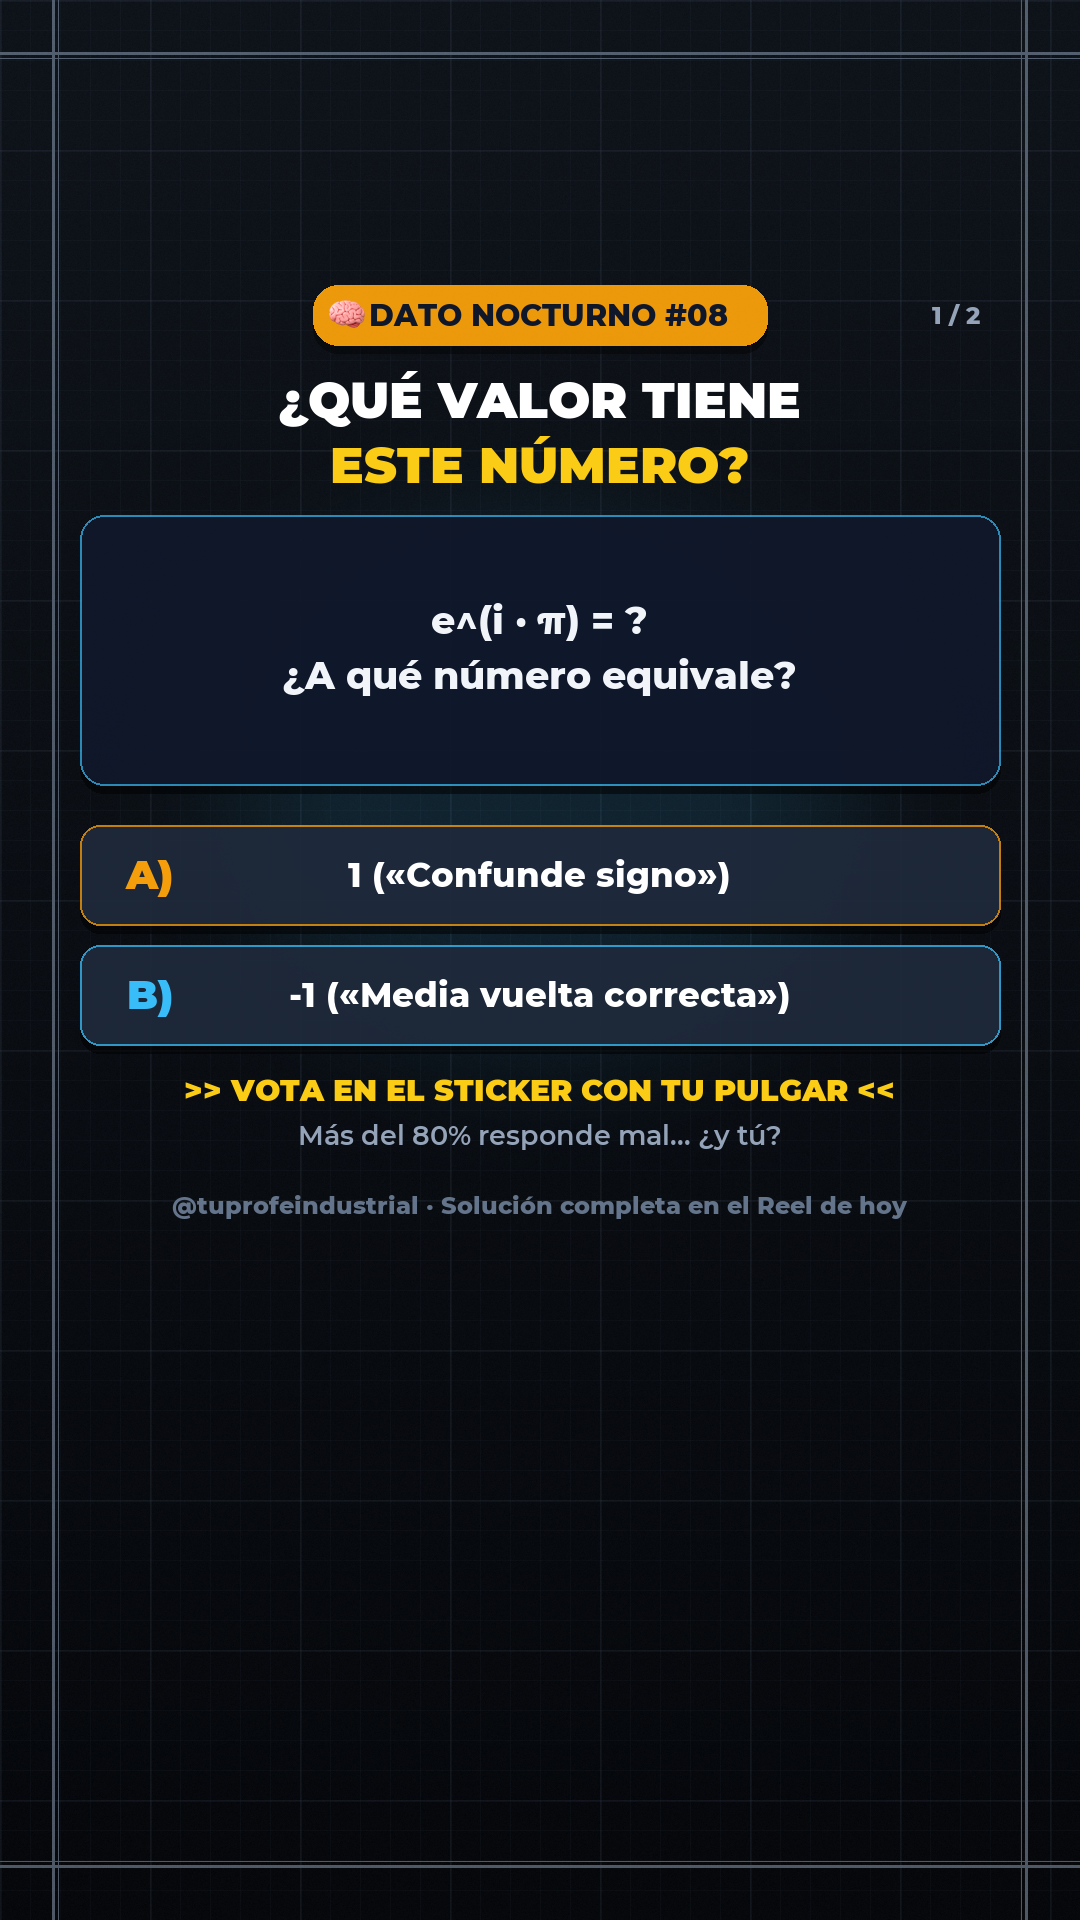 🧠 DATO NOCTURNO #08
1 / 2
¿QUÉ VALOR TIENE
ESTE NÚMERO?
e^(i · π) = ?
¿A qué número equivale?
A) 1 («Confunde signo»)
B) -1 («Media vuelta correcta»)
>> VOTA EN EL STICKER CON TU PULGAR <<
Más del 80% responde mal... ¿y tú?
@tuprofeindustrial · Solución completa en el Reel de hoy